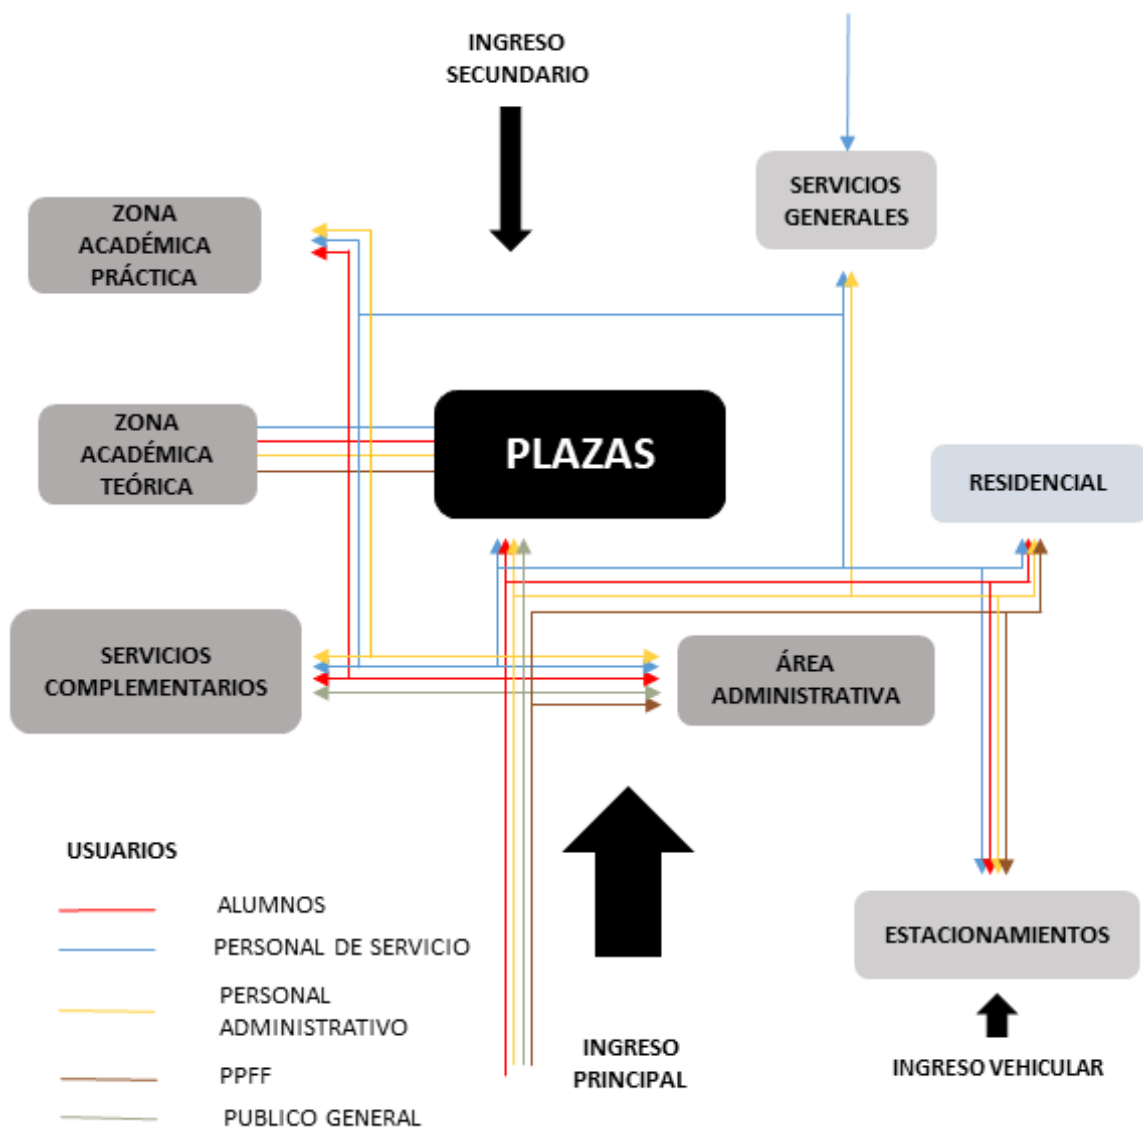 INGRESO
SECUNDARIO
SERVICIOS
GENERALES
ZONA
ACADÉMICA
PRÁCTICA
ZONA
ACADÉMICA
TEÓRICA
PLAZAS
RESIDENCIAL
SERVICIOS
COMPLEMENTARIOS
ÁREA
ADMINISTRATIVA
USUARIOS
ALUMNOS
PERSONAL DE SERVICIO
PERSONAL
ADMINISTRATIVO
PPFF
PUBLICO GENERAL
INGRESO
PRINCIPAL
ESTACIONAMIENTOS
INGRESO VEHICULAR